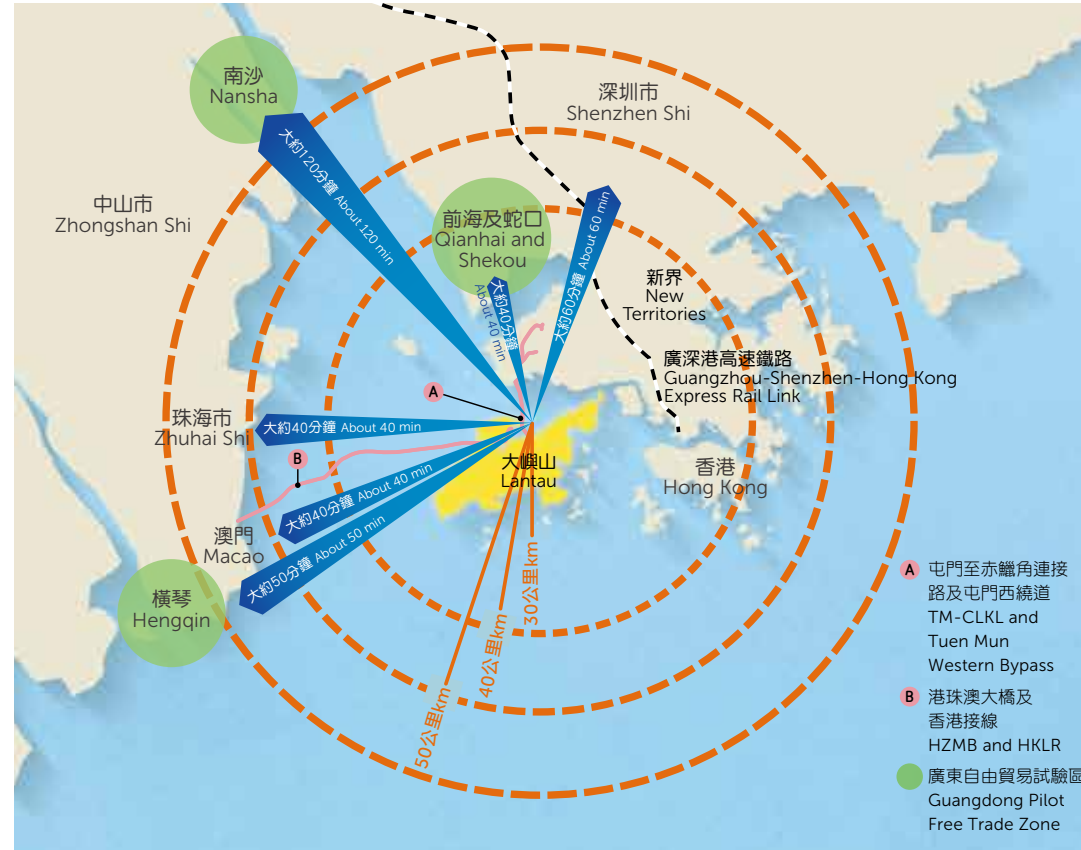 南沙
Nansha
深圳市
Shenzhen Shi
大約120分鐘 About 120 min
中山市
Zhongshan Shi
前海及蛇口
Qianhai and
Shekou
大約60分鐘 About 60 min
大約40分鐘
About 40 min
新界
New
Territories
廣深港高速鐵路
Guangzhou-Shenzhen-Hong Kong
Express Rail Link
A
珠海市
Zhuhai Shi
大約40分鐘 About 40 min
B
大嶼山
Lantau
香港
Hong Kong
大約40分鐘 About 40 min
澳門
Macao
大約50分鐘 About 50 min
橫琴
Hengqin
30公里km
40公里km
50公里km
A 屯門至赤鱲角連接
路及屯門西繞道
TM-CLKL and
Tuen Mun
Western Bypass
B 港珠澳大橋及
香港接線
HZMB and HKLR
廣東自由貿易試驗區
Guangdong Pilot
Free Trade Zone